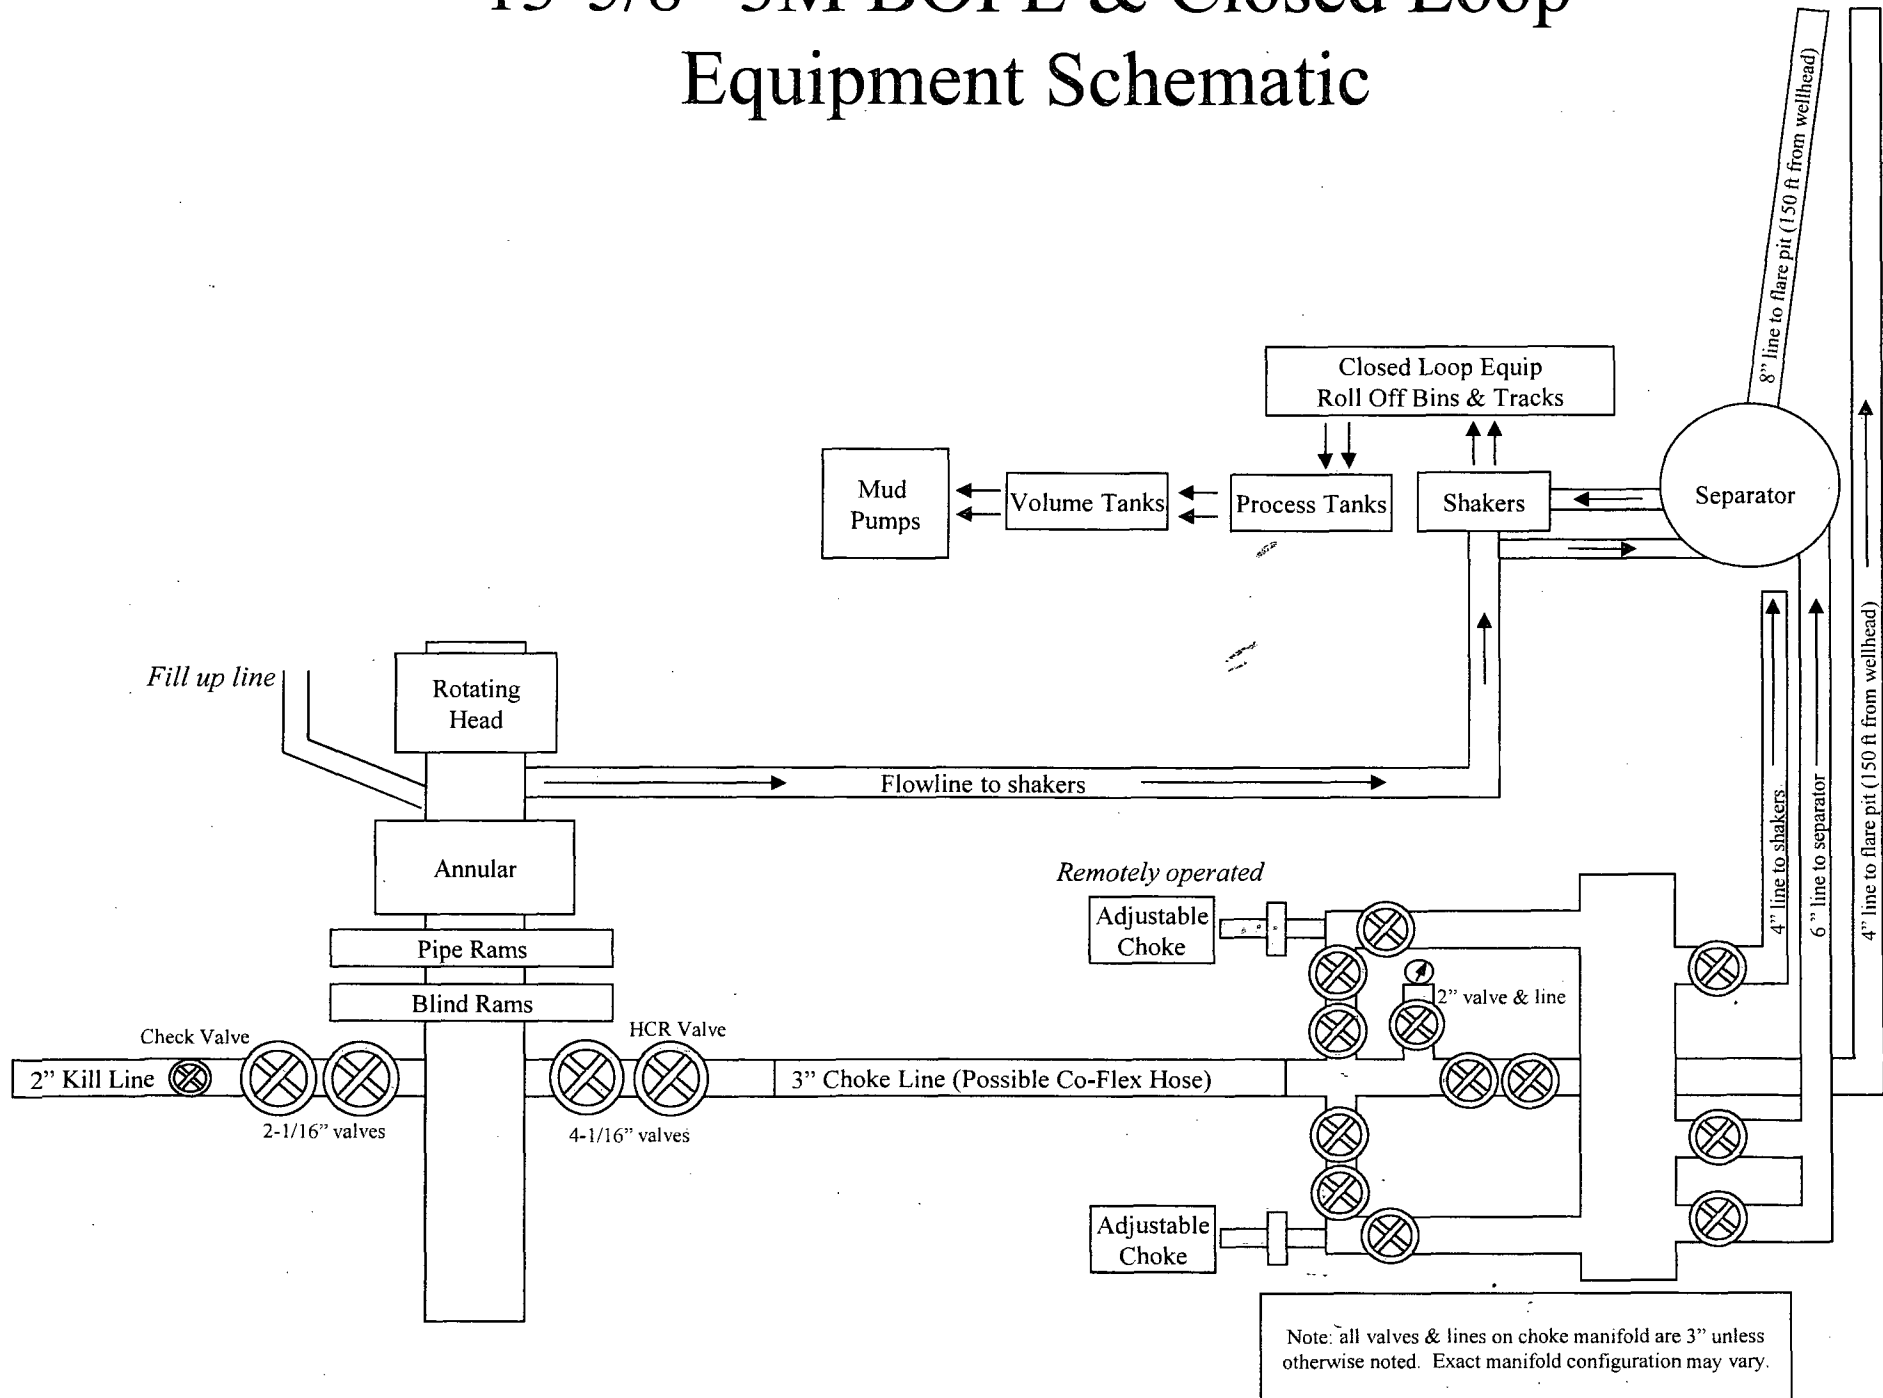 Equipment Schematic
8” line to flare pit (150 ft from wellhead)
Closed Loop Equip
Roll Off Bins & Tracks
Mud
Pumps
Volume Tanks
Process Tanks
Shakers
Separator
Fill up line
Rotating
Head
Flowline to shakers
Annular
Pipe Rams
Blind Rams
Check Valve
HCR Valve
2” Kill Line
2-1/16” valves
4-1/16” valves
3” Choke Line (Possible Co-Flex Hose)
Remotely operated
Adjustable
Choke
2” valve & line
4” line to shakers
6” line to separator
4” line to flare pit (150 ft from wellhead)
Adjustable
Choke
Note: all valves & lines on choke manifold are 3” unless
otherwise noted. Exact manifold configuration may vary.